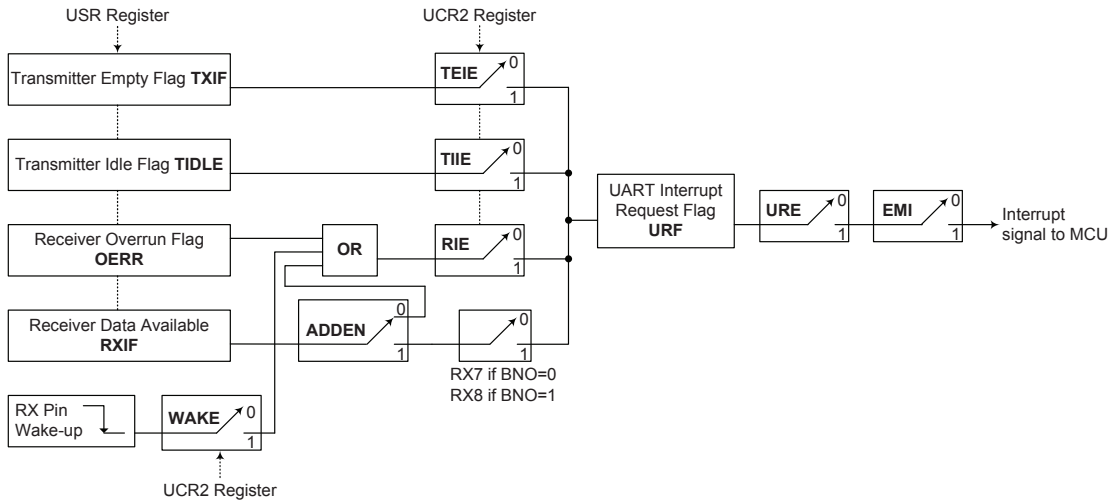 USR Register
UCR2 Register
Transmitter Empty Flag TXIF
TEIE
0
1
Transmitter Idle Flag TIDLE
TIIE
0
1
UART Interrupt
Request Flag
URF
URE
0
1
EMI
0
1
Interrupt
signal to MCU
Receiver Overrun Flag
OERR
OR
RIE
0
1
Receiver Data Available
RXIF
ADDEN
0
1
0
1
RX7 if BNO=0
RX8 if BNO=1
RX Pin
Wake-up
WAKE
0
1
UCR2 Register